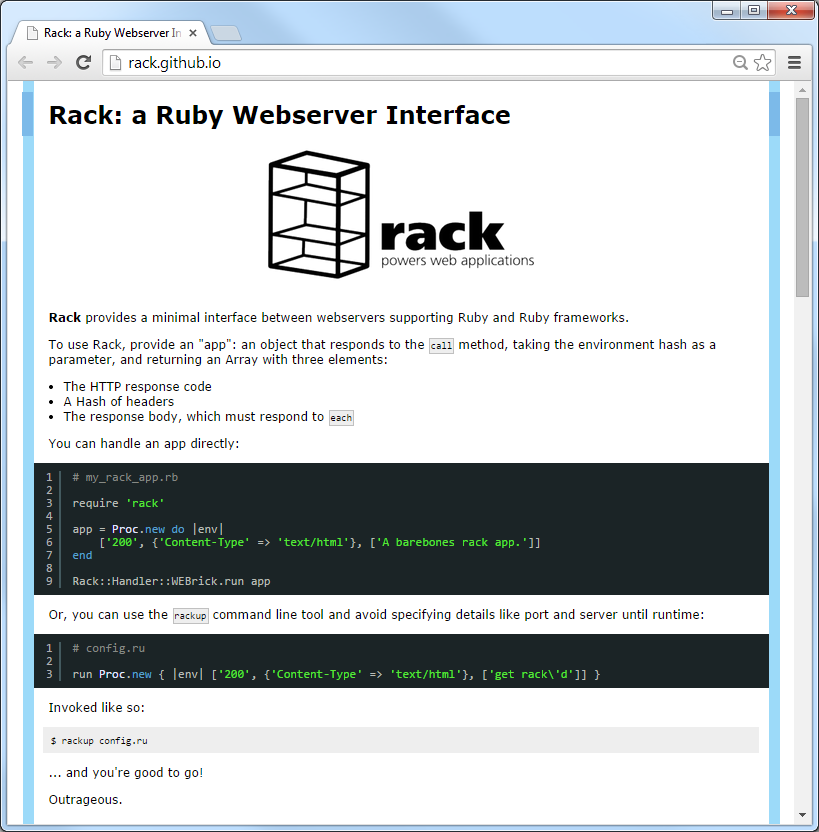 Rack: a Ruby Webserver In
rack.github.io
Rack: a Ruby Webserver Interface
rack
powers web applications
Rack provides a minimal interface between webservers supporting Ruby and Ruby frameworks.
To use Rack, provide an "app": an object that responds to the call method, taking the environment hash as a
parameter, and returning an Array with three elements:
• The HTTP response code
• A Hash of headers
• The response body, which must respond to each
You can handle an app directly:
1 # my_rack_app.rb
2
3 require 'rack'
4
5 app = Proc.new do |env|
6     ['200', {'Content-Type' => 'text/html'}, ['A barebones rack app.']]
7 end
8
9 Rack::Handler::WEBrick.run app
Or, you can use the rackup command line tool and avoid specifying details like port and server until runtime:
1 # config.ru
2
3 run Proc.new { |env| ['200', {'Content-Type' => 'text/html'}, ['get rack\'d']] }
Invoked like so:
$ rackup config.ru
... and you're good to go!
Outrageous.